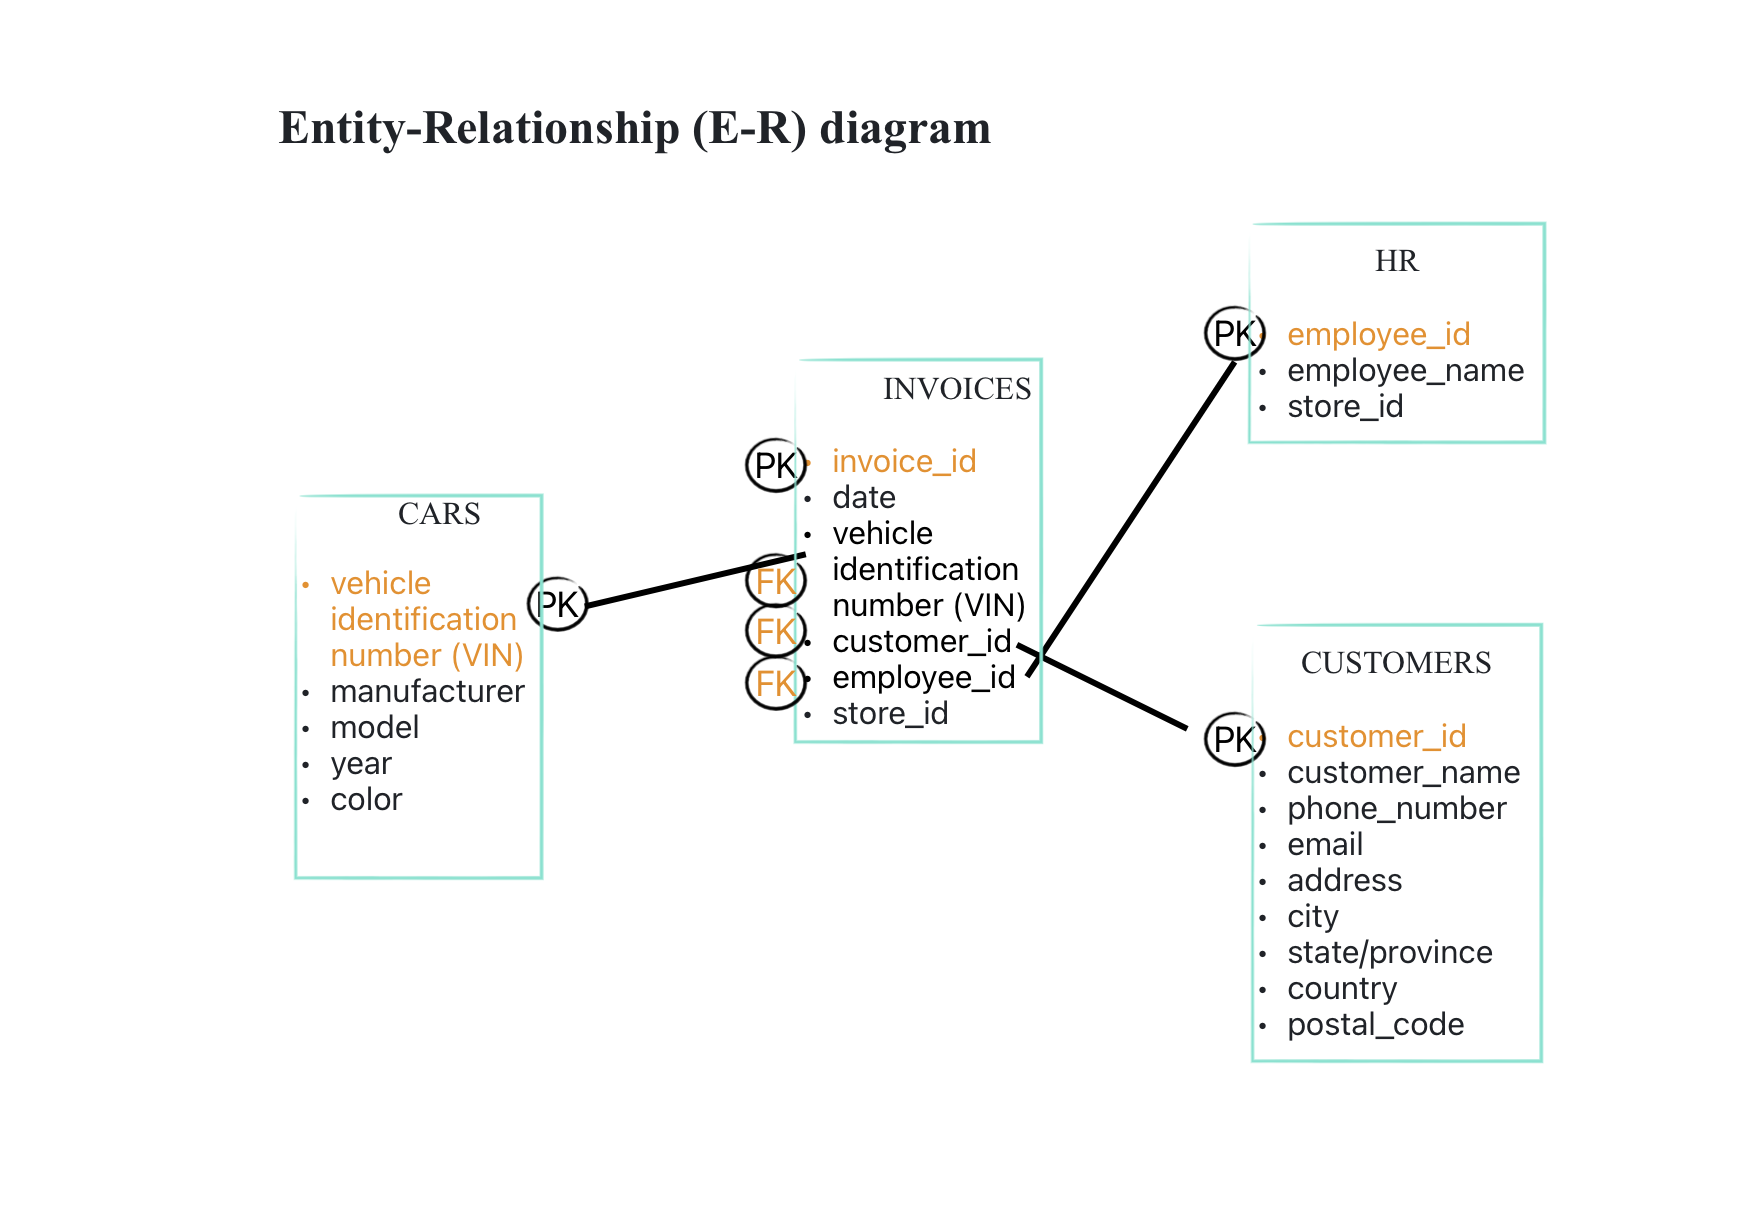 Entity-Relationship (E-R) diagram
CARS
• vehicle
identification
number (VIN)
• manufacturer
• model
• year
• color
PK
INVOICES
PK
• invoice_id
• date
• vehicle
identification
number (VIN)
• customer_id
• employee_id
• store_id
FK
FK
FK
HR
PK
• employee_id
• employee_name
• store_id
CUSTOMERS
PK
• customer_id
• customer_name
• phone_number
• email
• address
• city
• state/province
• country
• postal_code